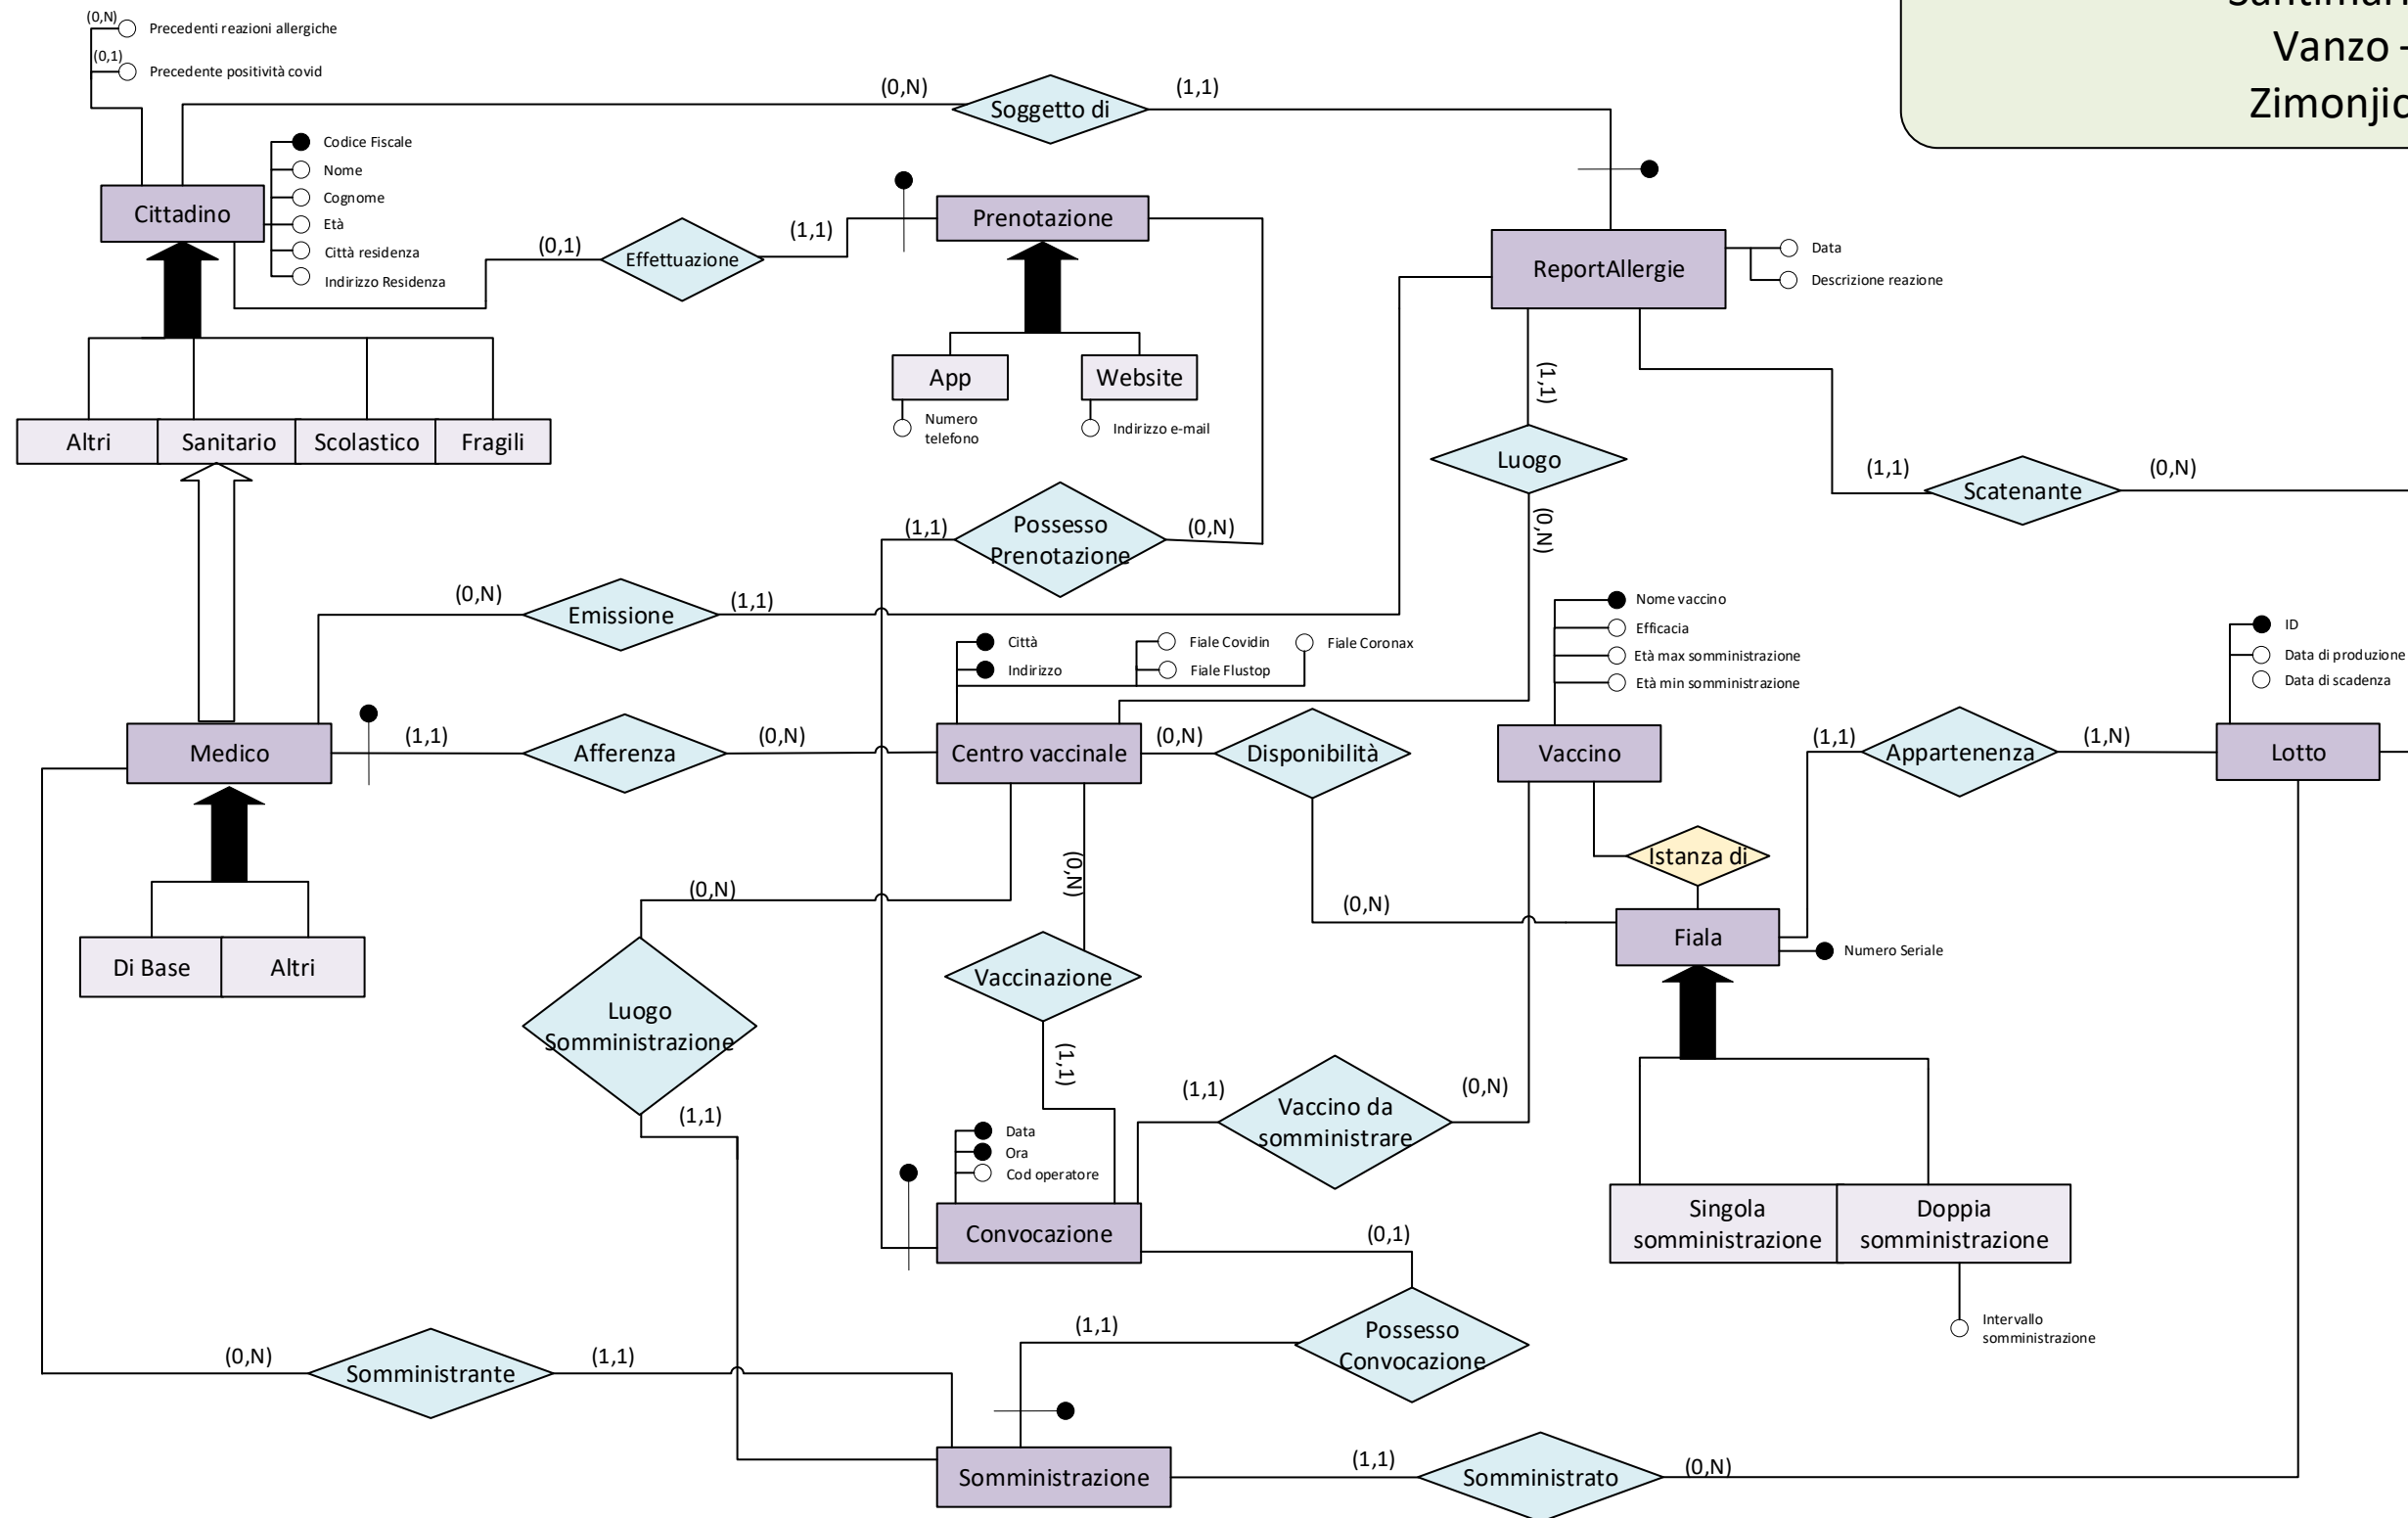 (0,N)
Precedenti reazioni allergiche
(0,1)
Precedente positività covid
Vanzo -
(0,N)
Soggetto di
(1,1)
Codice Fiscale
Nome
Cognome
Età
Città residenza
Indirizzo Residenza
Cittadino
(0,1)
Effettuazione
(1,1)
Prenotazione
ReportAllergie
Data
Descrizione reazione
App
Website
Numero
telefono
Indirizzo e-mail
Altri
Sanitario
Scolastico
Fragili
(1,1)
Luogo
(0,N)
(1,1)
Scatenante
(0,N)
(1,1)
Possesso
Prenotazione
(0,N)
(0,N)
Emissione
(1,1)
Città
Indirizzo
Fiale Covidin
Fiale Flustop
Fiale Coronax
Nome vaccino
Efficacia
Età max somministrazione
Età min somministrazione
ID
Data di produzione
Data di scadenza
Medico
(1,1)
Afferenza
(0,N)
Centro vaccinale
(0,N)
Disponibilità
Vaccino
(1,1)
Appartenenza
(1,N)
Lotto
Istanza di
(0,N)
(0,N)
(0,N)
Fiala
Numero Seriale
Di Base
Altri
Vaccinazione
Luogo
Somministrazione
(1,1)
(1,1)
(1,1)
Vaccino da
somministrare
(0,N)
Data
Ora
Cod operatore
Convocazione
Singola
somministrazione
Doppia
somministrazione
(0,1)
Intervallo
somministrazione
(1,1)
Possesso
Convocazione
(0,N)
Somministrante
(1,1)
Somministrazione
(1,1)
Somministrato
(0,N)